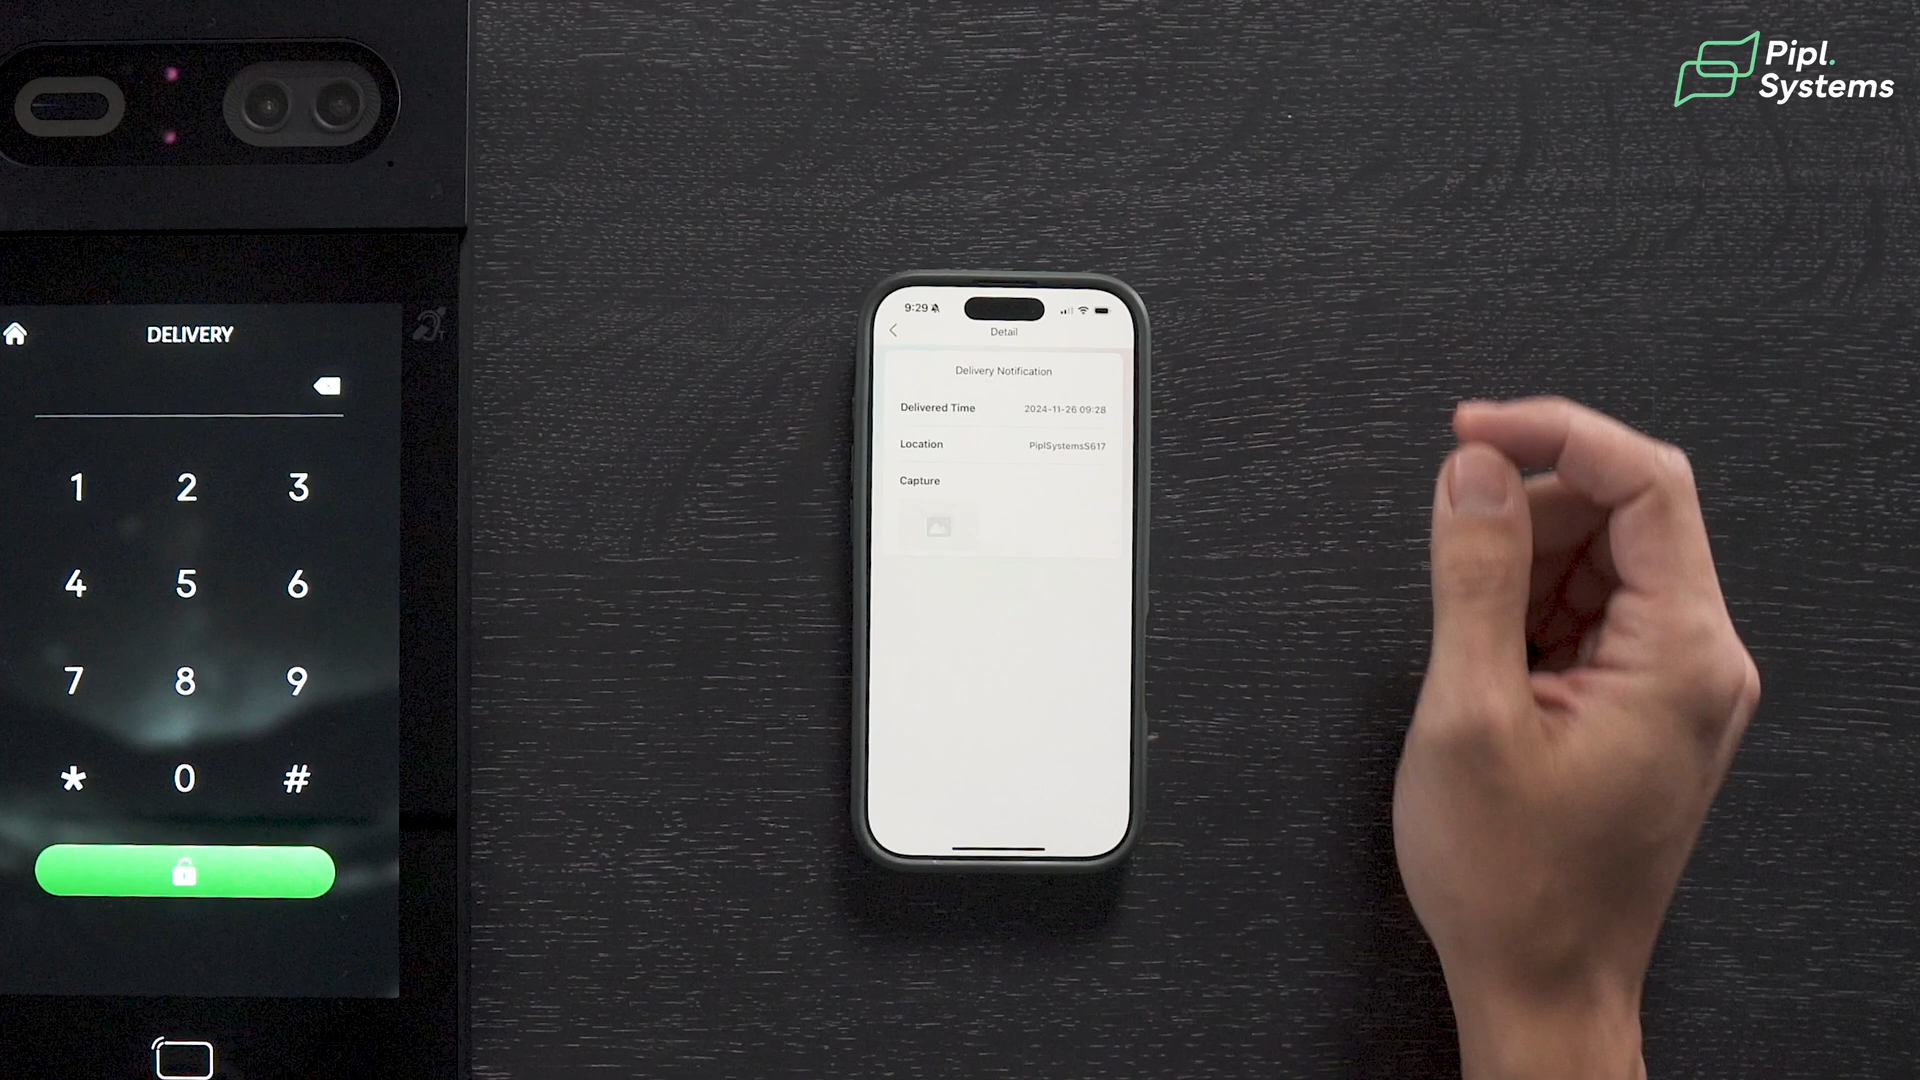 Pipl.
Systems
DELIVERY
1 2 3
4 5 6
7 8 9
* 0 #
9:29
Detail
Delivery Notification
Delivered Time 2024-11-26 09:28
Location PiplSystemsS617
Capture